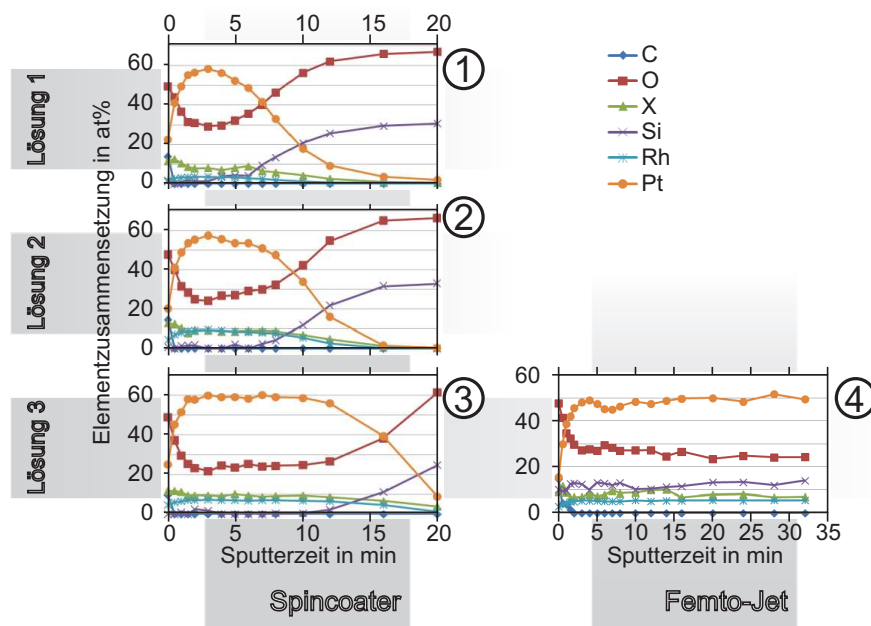 0 5 10 15 20
Elementzusammensetzung in at%
Lösung 1
60
40
20
0
1
C
O
X
Si
Rh
Pt
Lösung 2
60
40
20
0
2
Lösung 3
60
40
20
0
3
0 5 10 15 20
Sputterzeit in min
Spincoater
60
40
20
0
4
0 5 10 15 20 25 30 35
Sputterzeit in min
Femto-Jet